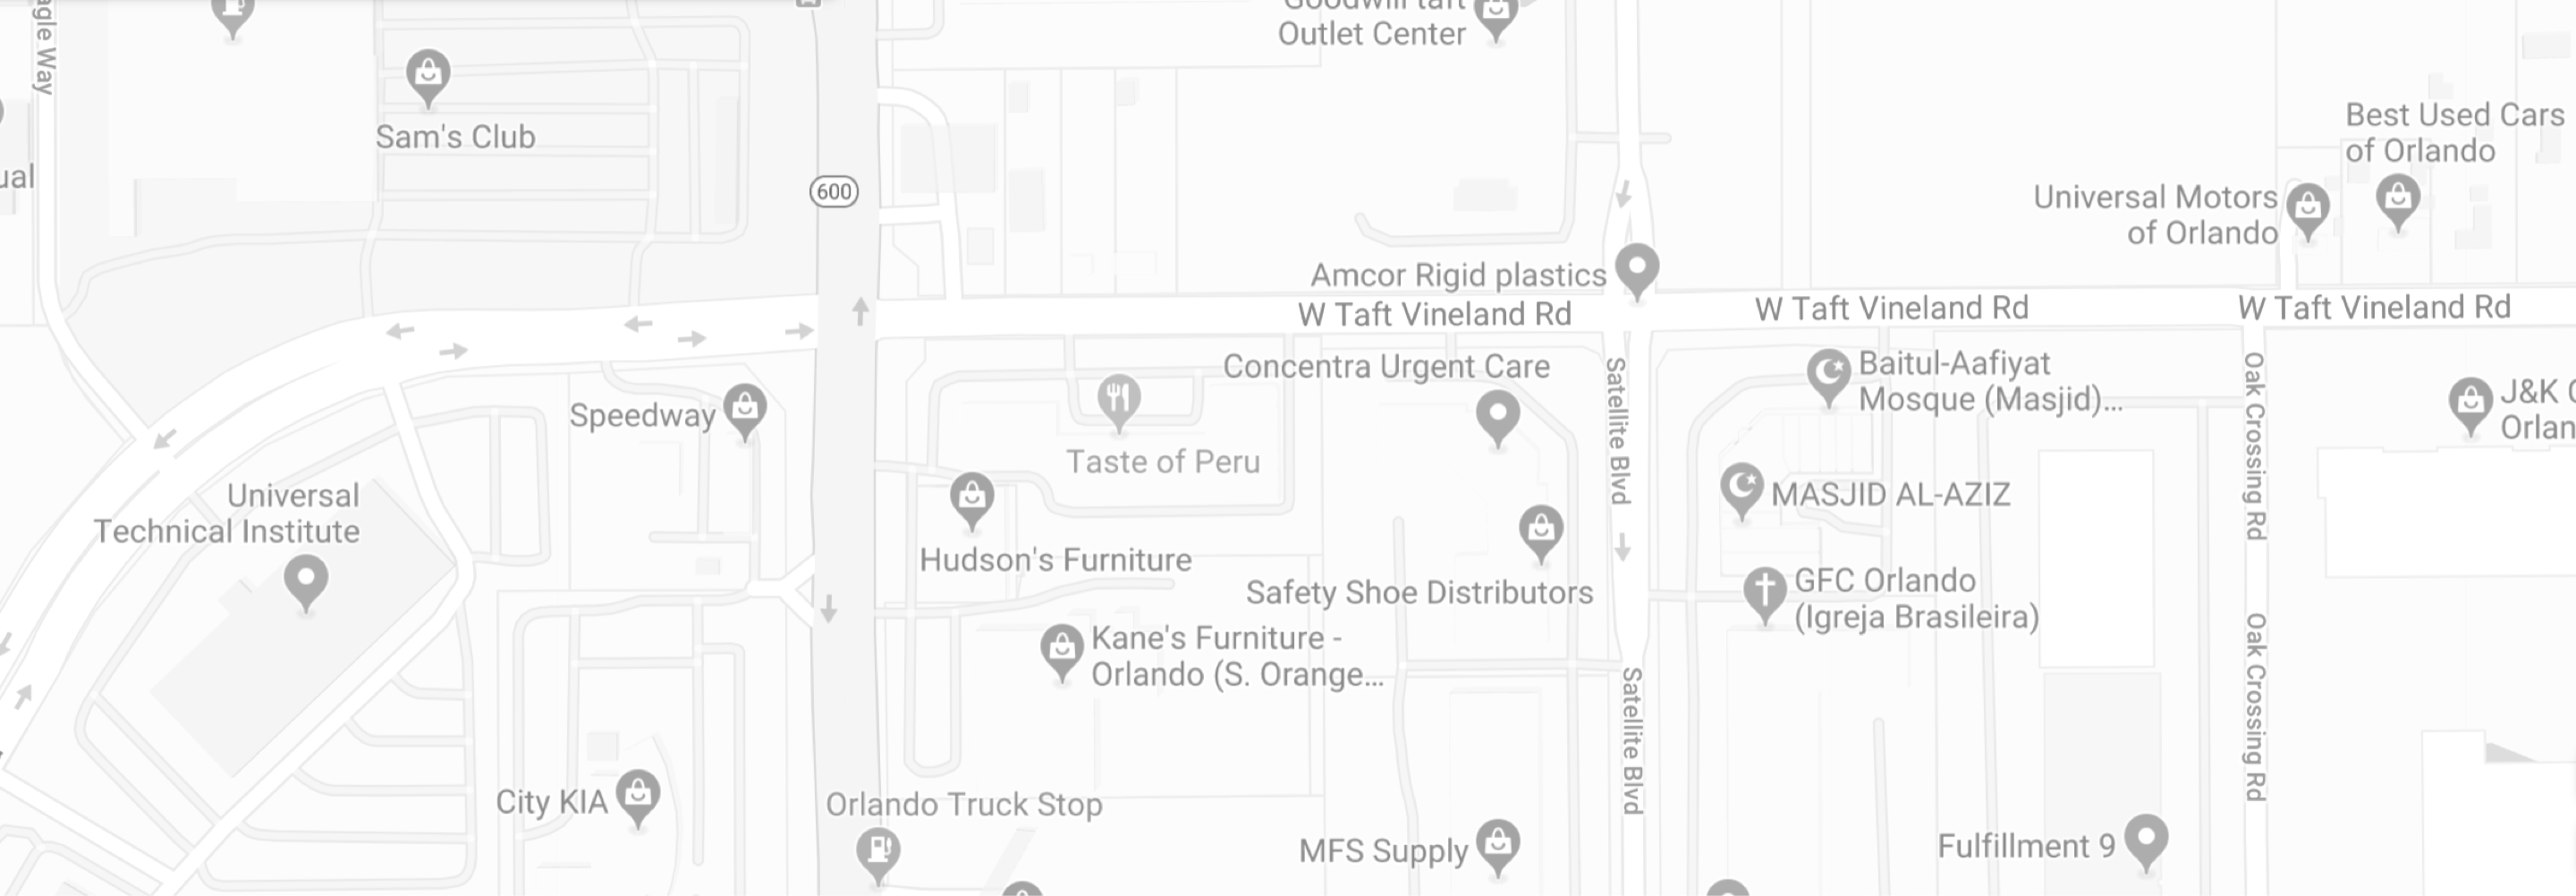 Outlet Center
Sam's Club
Best Used Cars
of Orlando
600
Universal Motors
of Orlando
Amcor Rigid plastics
W Taft Vineland Rd
W Taft Vineland Rd
W Taft Vineland Rd
Concentra Urgent Care
Baitul-Aafiyat
Mosque (Masjid)...
Speedway
J&K
Satellite Blvd
Oak Crossing Rd
Taste of Peru
Universal
Technical Institute
MASJID AL-AZIZ
Hudson's Furniture
Safety Shoe Distributors
GFC Orlando
(Igreja Brasileira)
Kane's Furniture -
Orlando (S. Orange...
Satellite Blvd
Oak Crossing Rd
City KIA
Orlando Truck Stop
MFS Supply
Fulfillment 9